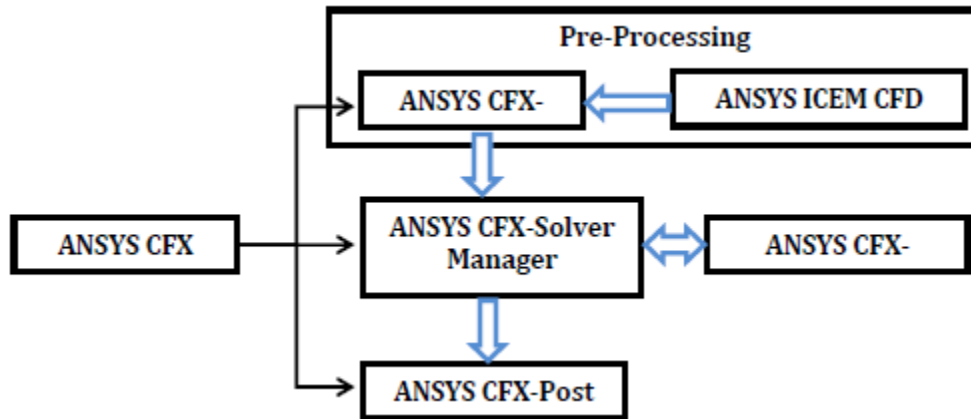 Pre-Processing
ANSYS CFX-
ANSYS ICEM CFD
ANSYS CFX
ANSYS CFX-Solver
Manager
ANSYS CFX-
ANSYS CFX-Post